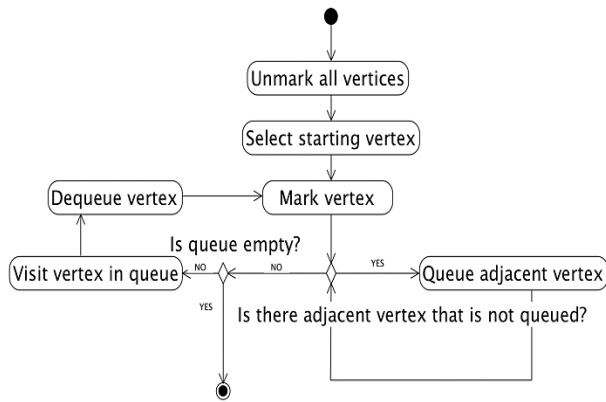 Unmark all vertices
Select starting vertex
Dequeue vertex
Mark vertex
Is queue empty?
Visit vertex in queue
NO
NO
YES
Queue adjacent vertex
YES
Is there adjacent vertex that is not queued?